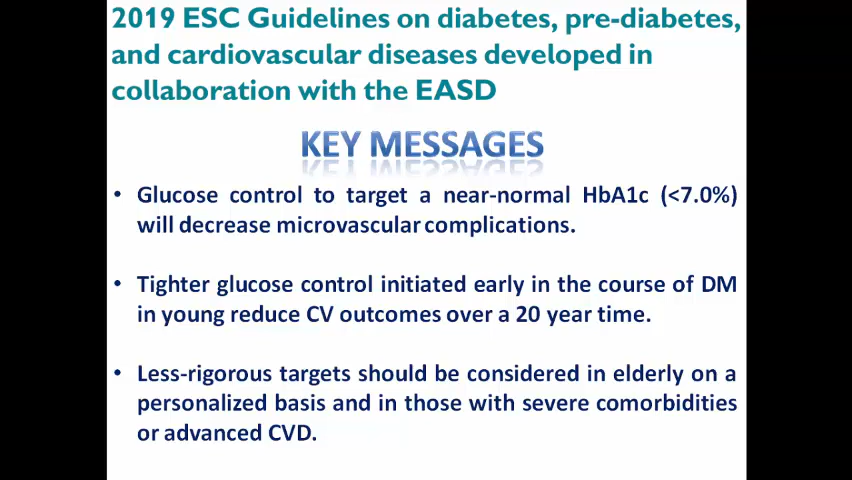 2019 ESC Guidelines on diabetes, pre-diabetes,
and cardiovascular diseases developed in
collaboration with the EASD
KEY MESSAGES
• Glucose control to target a near-normal HbA1c (<7.0%)
will decrease microvascular complications.
• Tighter glucose control initiated early in the course of DM
in young reduce CV outcomes over a 20 year time.
• Less-rigorous targets should be considered in elderly on a
personalized basis and in those with severe comorbidities
or advanced CVD.